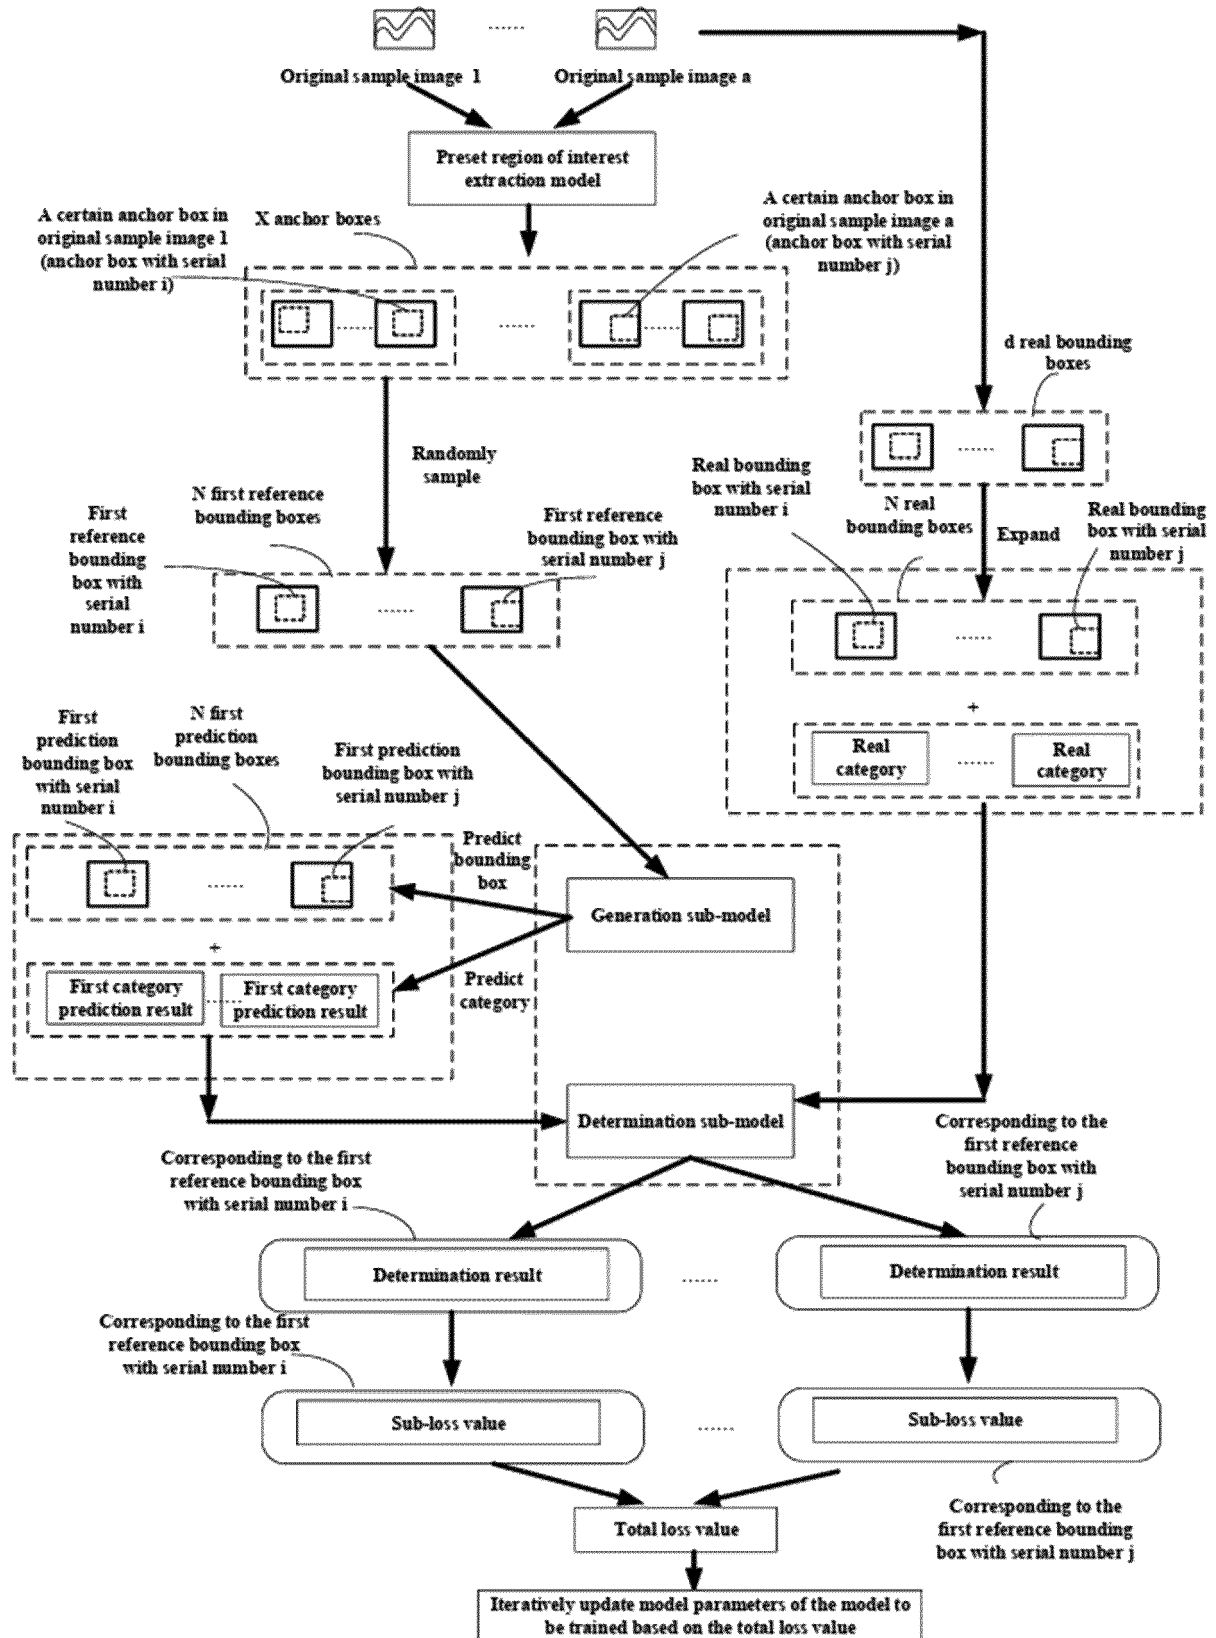 Original sample image 1
Original sample image a
Preset region of interest
extraction model
A certain anchor box in
original sample image 1
(anchor box with serial
number i)
X anchor boxes
A certain anchor box in
original sample image a
(anchor box with serial
number j)
d real bounding
boxes
Randomly
sample
N first reference
bounding boxes
First
reference
bounding
box with
serial
number i
First reference
bounding box with
serial number j
Real bounding
box with serial
number i
N real
bounding boxes
Expand
Real bounding
box with serial
number j
+
Real
category
Real
category
First
prediction
bounding box
with serial
number i
N first
prediction
bounding boxes
First prediction
bounding box with
serial number j
Predict
bounding
box
+
First category
prediction result
First category
prediction result
Predict
category
Generation sub-model
Determination sub-model
Corresponding to the first
reference bounding box
with serial number i
Corresponding to the
first reference
bounding box with
serial number j
Determination result
Determination result
Corresponding to the first
reference bounding box
with serial number i
Sub-loss value
Sub-loss value
Corresponding to the
first reference bounding
box with serial number j
Total loss value
Iteratively update model parameters of the model to
be trained based on the total loss value